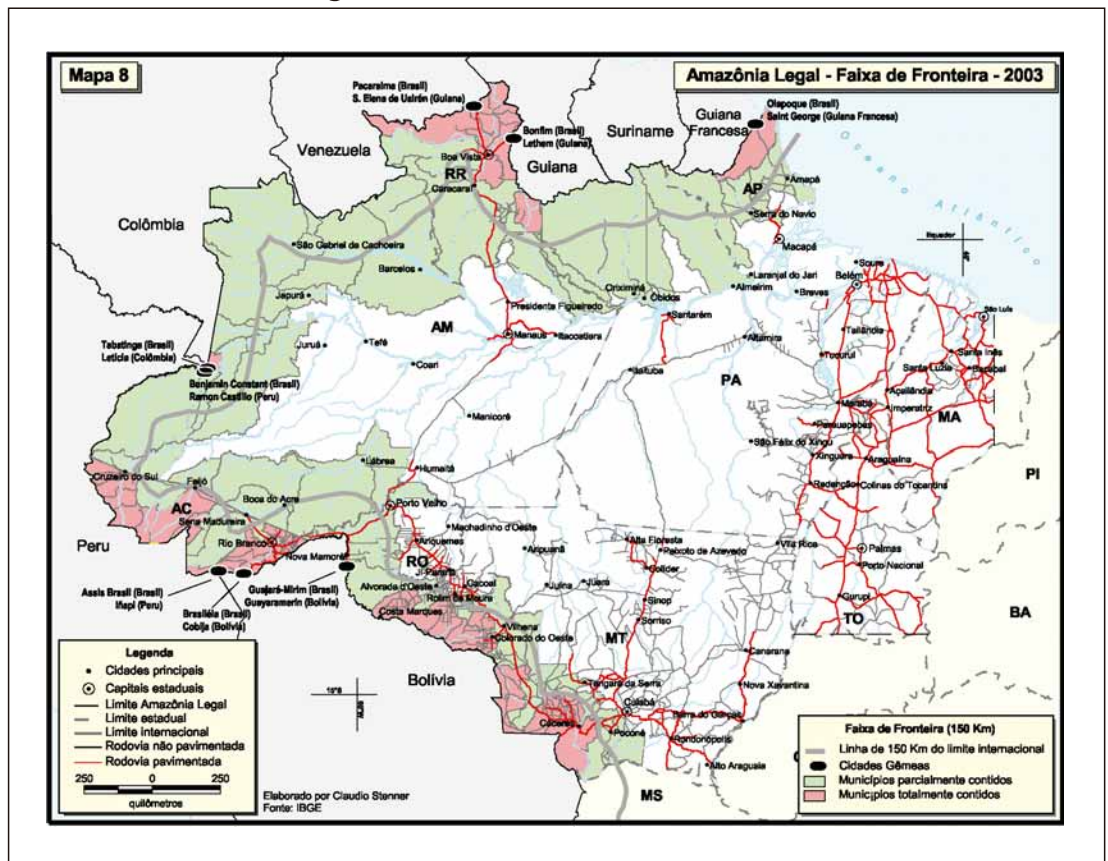 Mapa 8
Amazônia Legal - Faixa de Fronteira - 2003
Pacaraima (Brasil)
S. Elena de Uairén (Guiana)
Bonfim (Brasil)
Lethem (Guiana)
Oiapoque (Brasil)
Saint George (Guiana Francesa)
Guiana
Francesa
Suriname
Venezuela
Guiana
Colômbia
Oceano Atlântico
Equador
Boa Vista
RR
Caracaraí
AP
Amapá
Serra do Navio
Macapá
São Gabriel da Cachoeira
Barcelos
Japurá
Oriximiná
Óbidos
Laranjal do Jari
Almeirim
Breves
Soure
Belém
São Luís
Presidente Figueiredo
AM
Manaus
Itacoatiara
Santarém
Juruá
Tefé
Coari
Altamira
Itaituba
PA
Tailândia
Tucuruí
Santa Inês
Santa Luzia
Bacabal
Açailândia
Marabá
Imperatriz
MA
Parauapebas
Tabatinga (Brasil)
Letícia (Colômbia)
Benjamin Constant (Brasil)
Ramon Castillo (Peru)
Manicoré
São Félix do Xingu
Xinguara
Araguaína
Redenção
Colinas do Tocantins
PI
Cruzeiro do Sul
Feijó
Lábrea
Humaitá
Boca do Acre
Porto Velho
AC
Sena Madureira
Rio Branco
Nova Mamoré
Machadinho d'Oeste
Ariquemes
Aripuanã
Alta Floresta
Peixoto de Azevedo
Colíder
Vila Rica
Palmas
Porto Nacional
Peru
RO
Ji-Paraná
Cacoal
Alvorada d'Oeste
Rolim de Moura
Costa Marques
Juína
Juara
Sinop
Sorriso
Gurupi
TO
BA
Assis Brasil (Brasil)
Iñapi (Peru)
Guajará-Mirim (Brasil)
Guayaramerin (Bolívia)
Brasiléia (Brasil)
Cobija (Bolívia)
Vilhena
Colorado do Oeste
MT
Canarana
Bolívia
Tangará da Serra
Nova Xavantina
Cuiabá
Cáceres
Poconé
Barra do Garças
Rondonópolis
Alto Araguaia
MS
Legenda
Cidades principais
Capitais estaduais
Limite Amazônia Legal
Limite estadual
Limite Internacional
Rodovia não pavimentada
Rodovia pavimentada
250 0 250
quilômetros
Elaborado por Claudio Stenner
Fonte: IBGE
Faixa de Fronteira (150 Km)
Linha de 150 Km do limite internacional
Cidades Gêmeas
Municípios parcialmente contidos
Municípios totalmente contidos